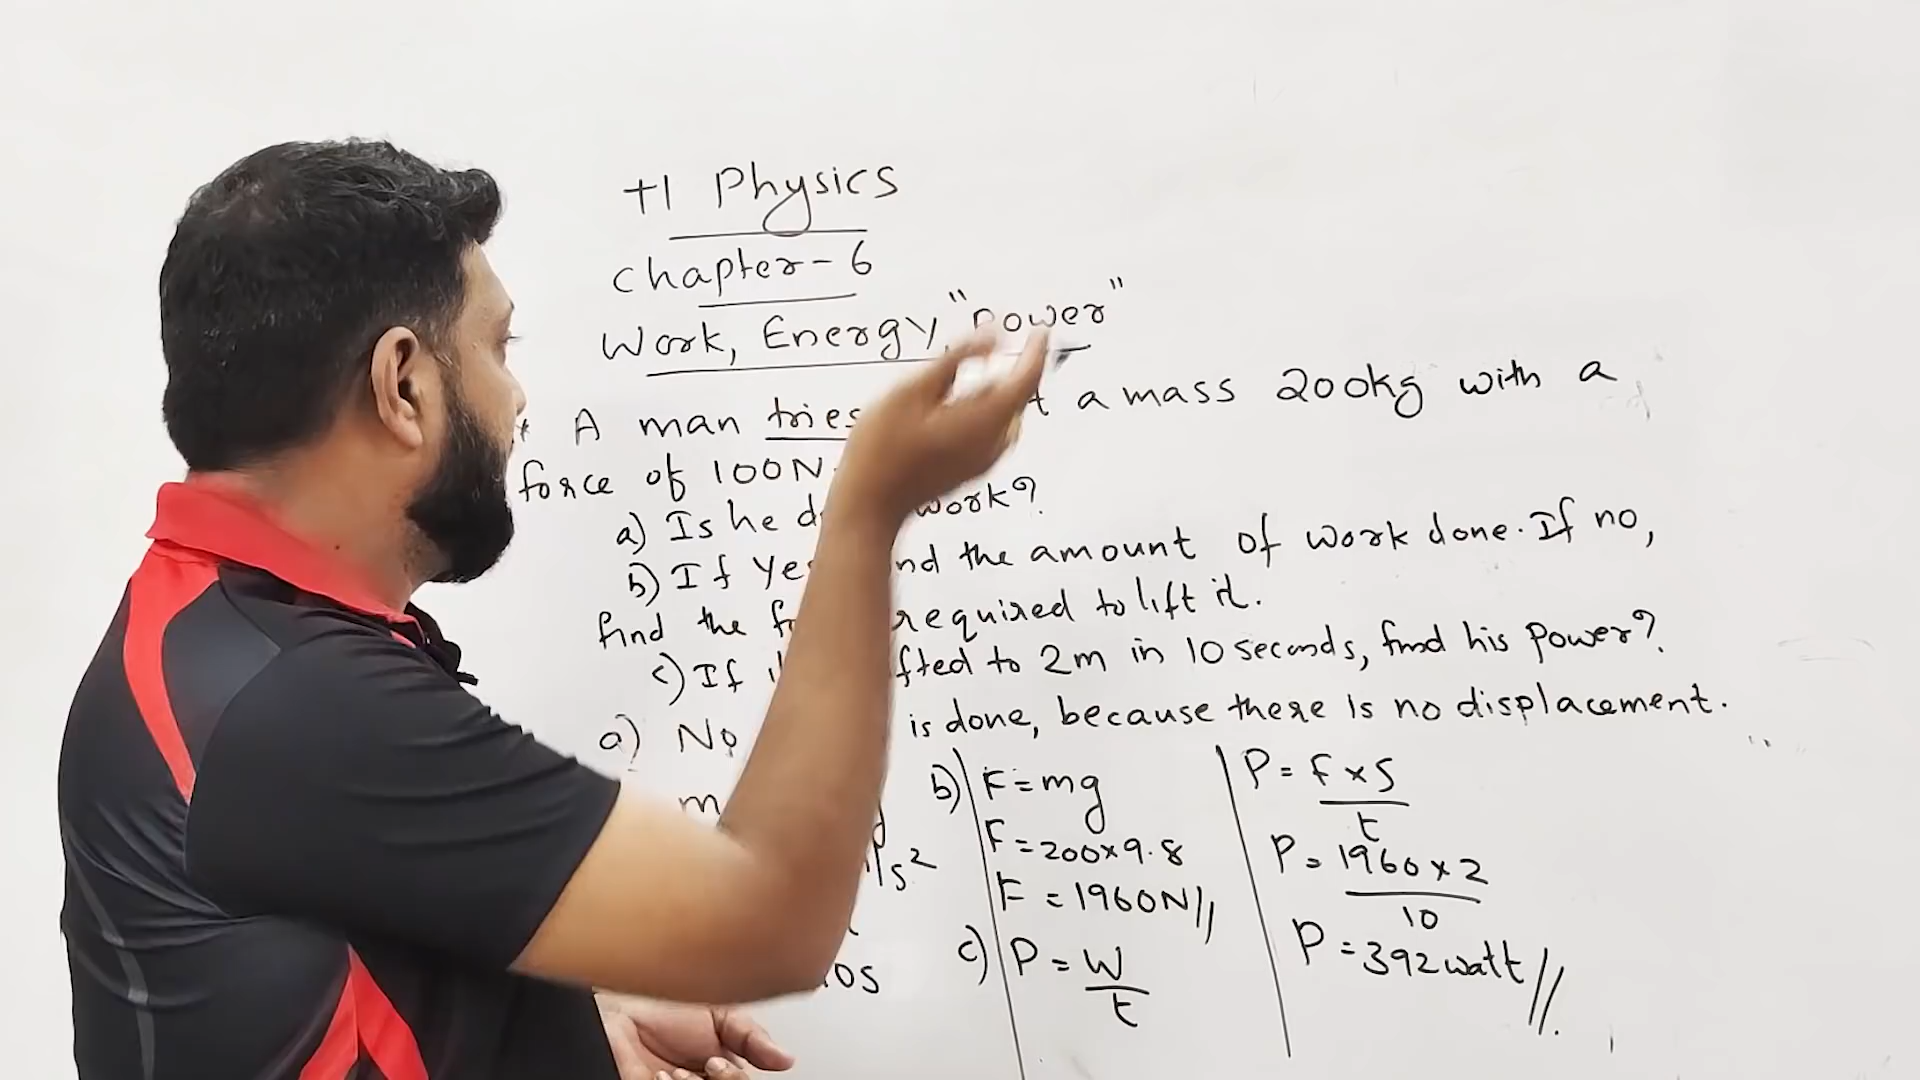 +1 Physics
Chapter-6
Work, Energy, "Power"
* A man tries a mass 200kg with a
force of 100N
a) Is he work?
b) If Yes the amount of work done. If no,
find the required to lift it.
c) If to 2m in 10 seconds, find his Power?
a) No is done, because there is no displacement.
b) F = mg
F = 200×9.8
F = 1960N//
c) P = W/t
P = F×S/t
P = 1960×2/10
P = 392 watt//